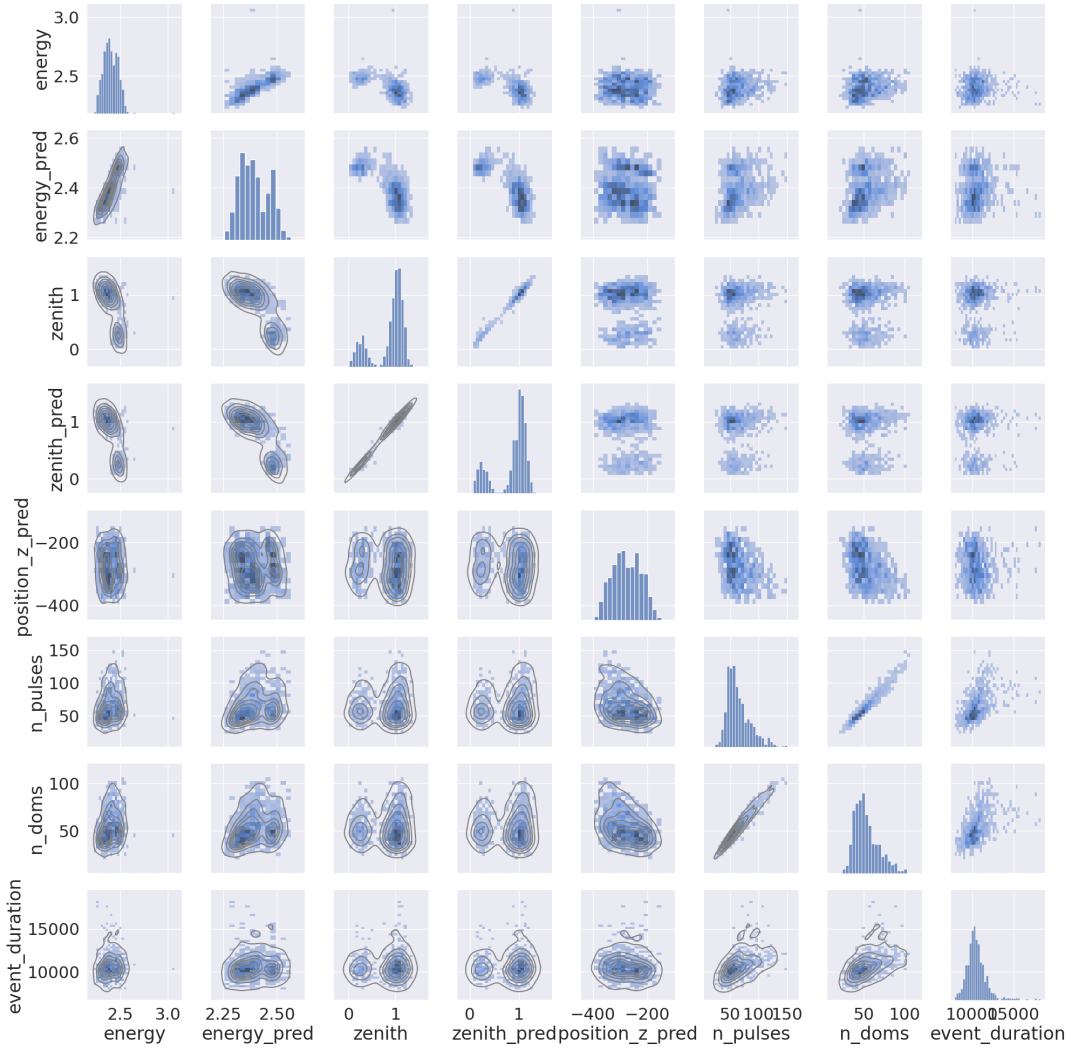 3.0
2.5
energy
2.6
2.4
2.2
energy_pred
1
0
zenith
1
0
zenith_pred
−200
−400
position_z_pred
150
100
50
n_pulses
100
50
n_doms
15000
10000
event_duration
2.5 3.0 2.25 2.50 0 1 0 1 −400 −200 50 100 150 50 100 10000 15000
energy energy_pred zenith zenith_pred position_z_pred n_pulses n_doms event_duration